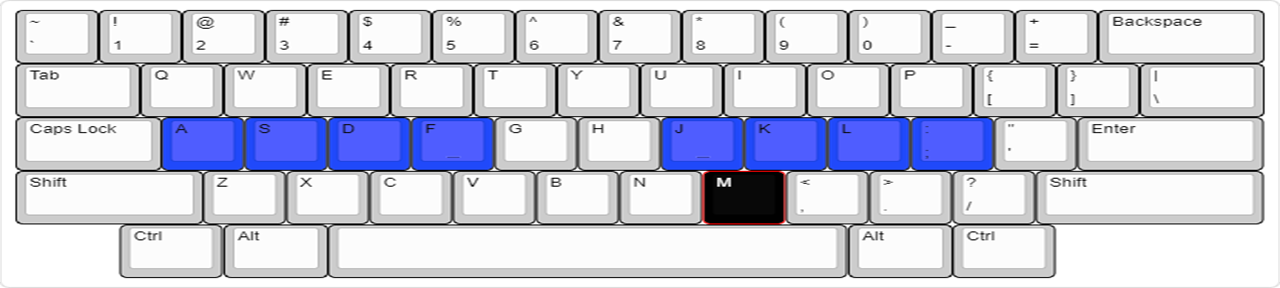 ~ ! @ # $ % ^ & * ( ) _ + Backspace
` 1 2 3 4 5 6 7 8 9 0 - =
Tab Q W E R T Y U I O P { } |
[ ] \
Caps Lock A S D F G H J K L : " Enter
_ _ ; '
Shift Z X C V B N M < > ? Shift
, . /
Ctrl Alt Alt Ctrl